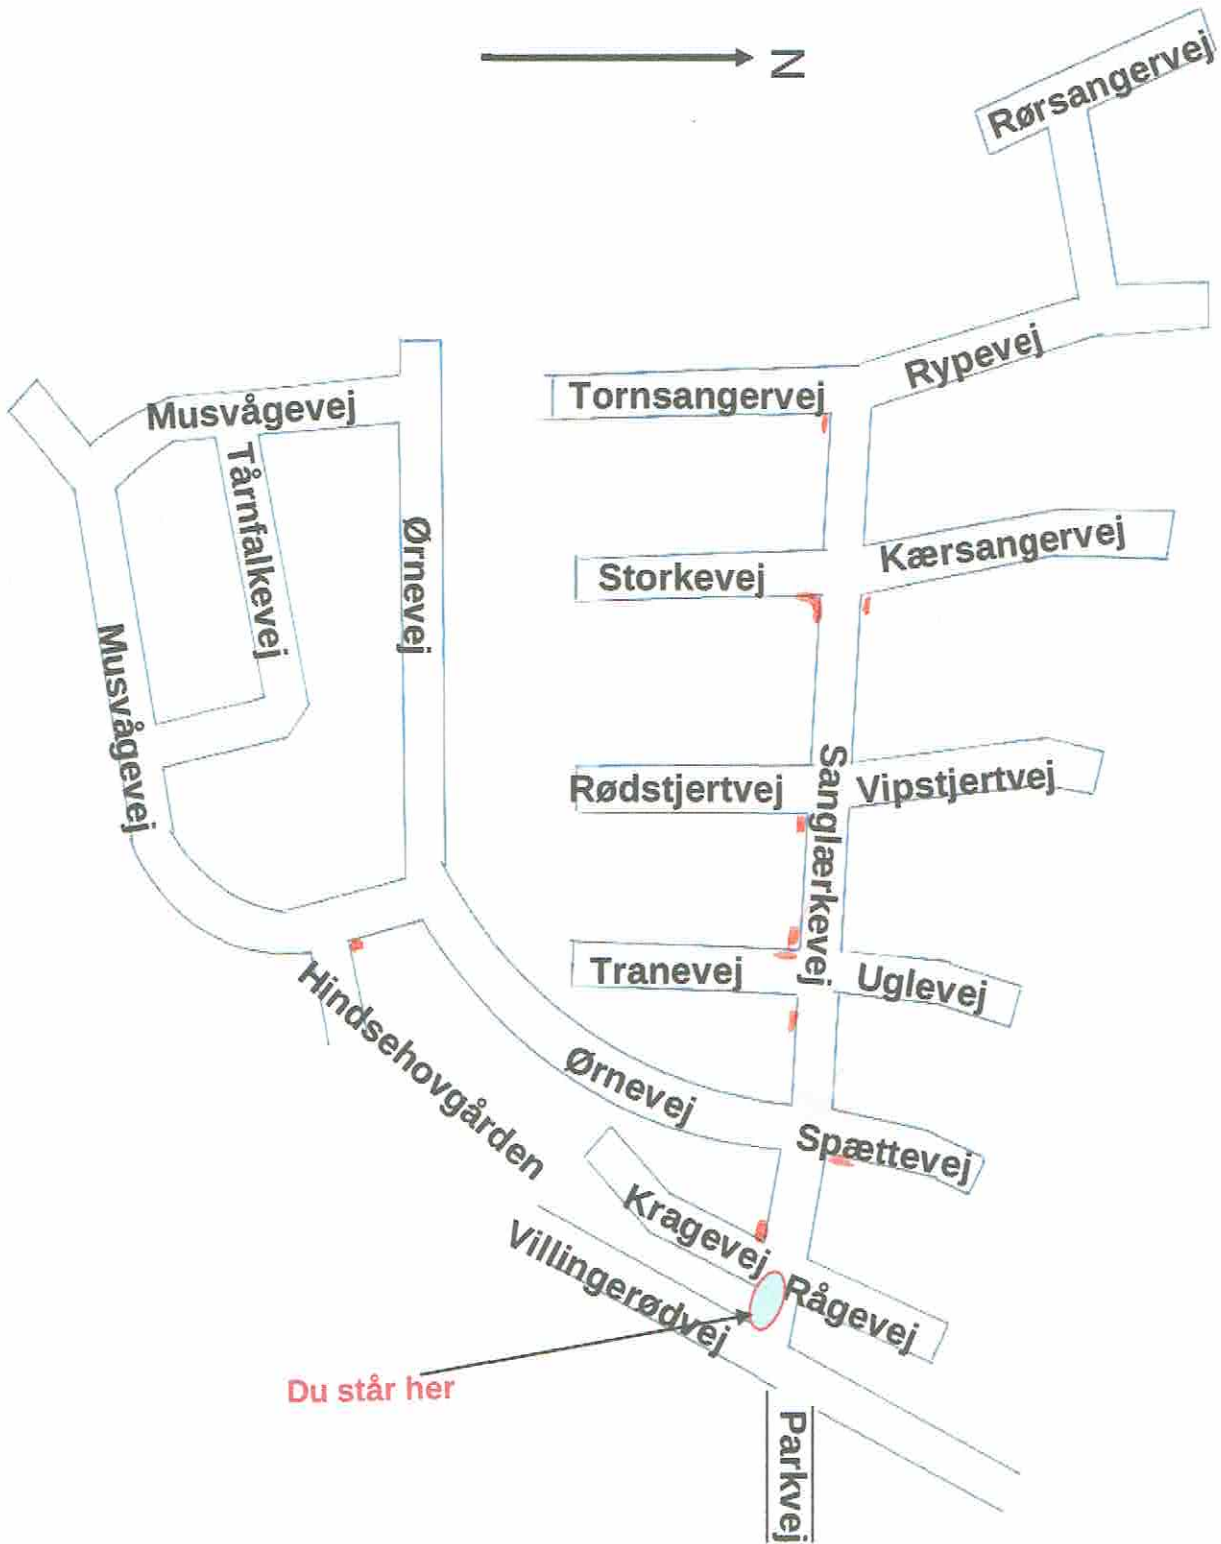 N
Rørsangervej
Rypevej
Tornsangervej
Musvågevej
Tårnfalkevej
Ørnevej
Storkevej
Kærsangervej
Musvågevej
Rødstjertvej
Sanglærkevej
Vipstjertvej
Tranevej
Uglevej
Hindsehovgården
Ørnevej
Spættevej
Kragevej
Rågevej
Villingerødvej
Du står her
Parkvej